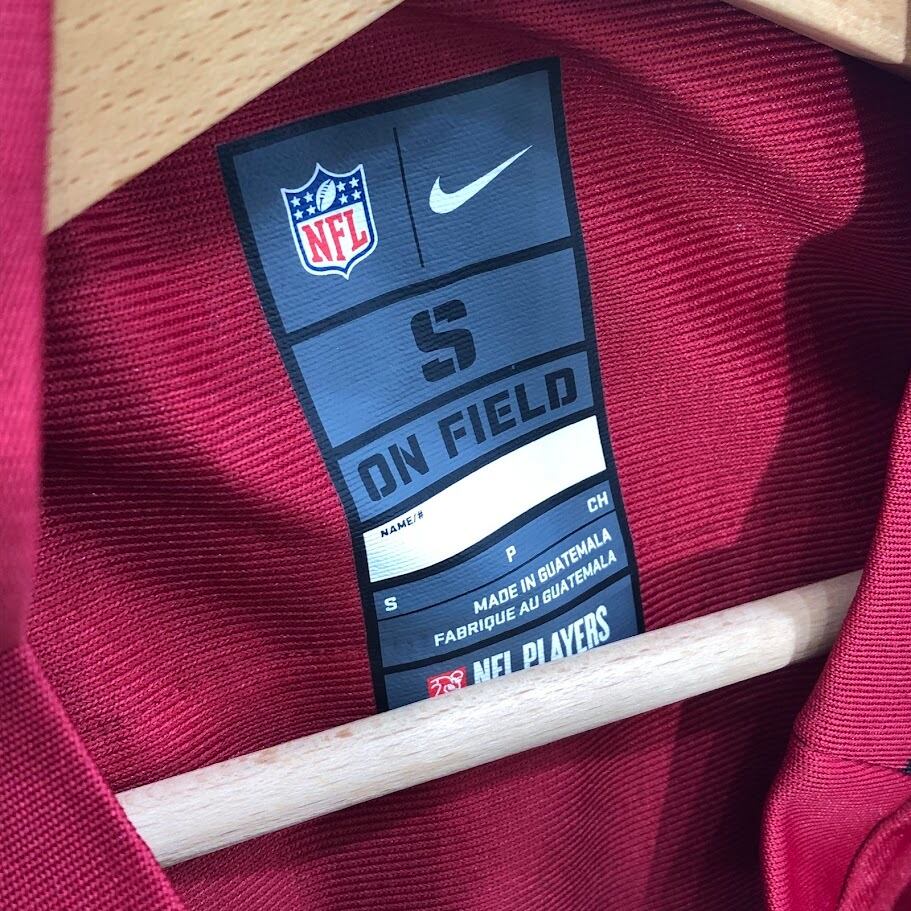 NFL
S
ON FIELD
NAME/#
S P CH
MADE IN GUATEMALA
FABRIQUE AU GUATEMALA
NFL PLAYERS